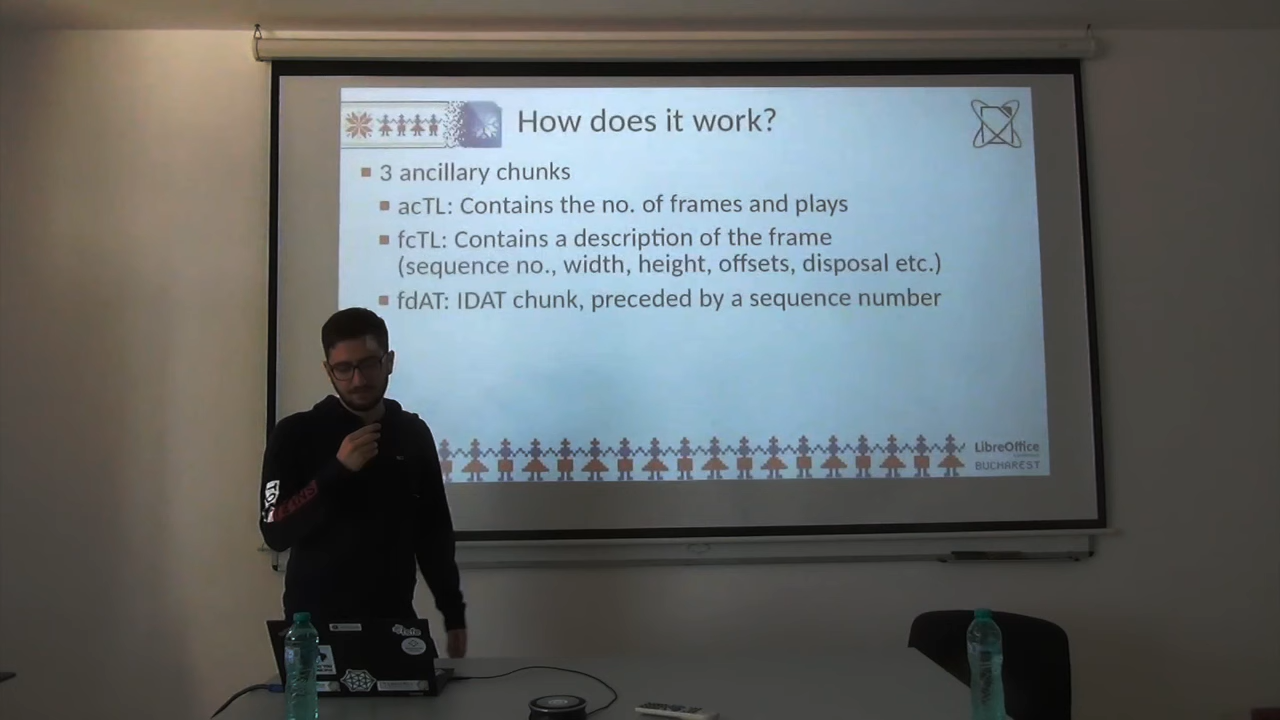 How does it work?
3 ancillary chunks
acTL: Contains the no. of frames and plays
fcTL: Contains a description of the frame
(sequence no., width, height, offsets, disposal etc.)
fdAT: IDAT chunk, preceded by a sequence number
LibreOffice
BUCHAREST